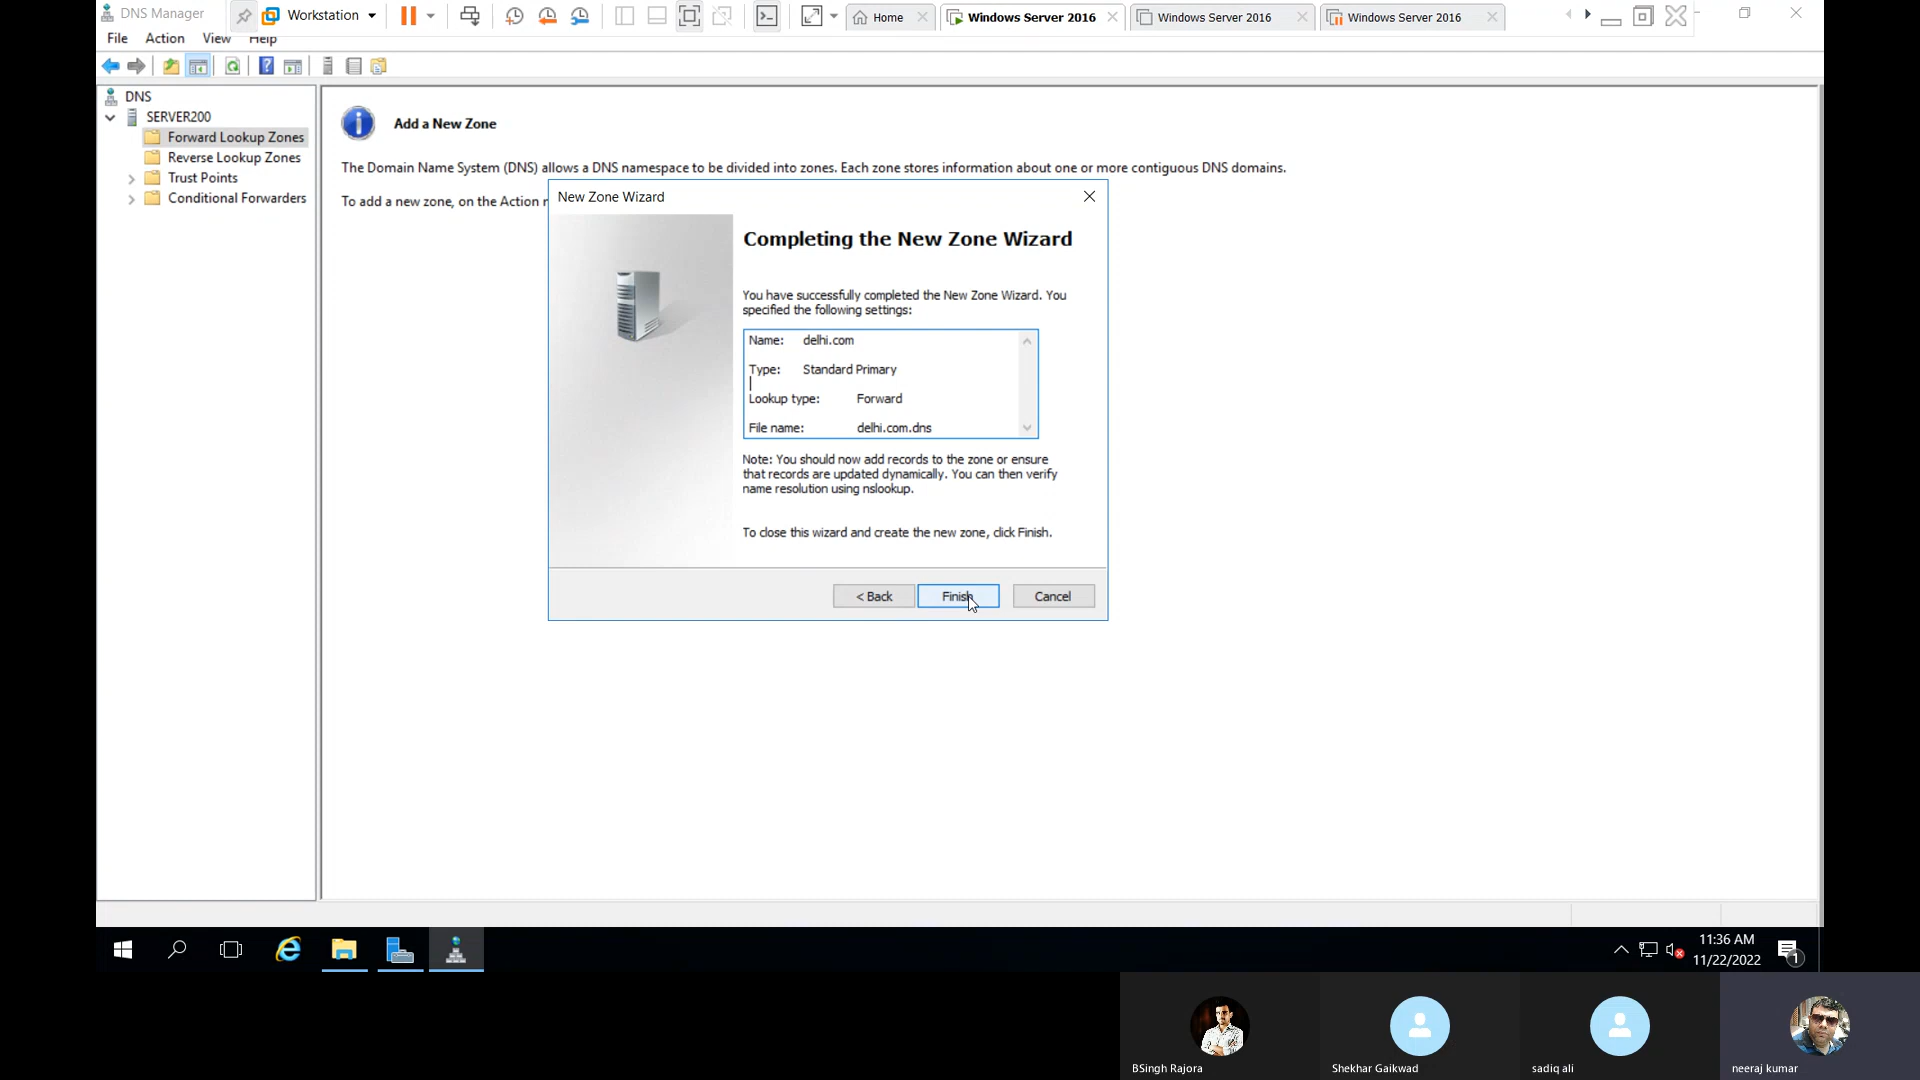 DNS Manager
Workstation
Home
Windows Server 2016
Windows Server 2016
Windows Server 2016
File
Action
View
Help
DNS
SERVER200
Forward Lookup Zones
Reverse Lookup Zones
Trust Points
Conditional Forwarders
Add a New Zone
The Domain Name System (DNS) allows a DNS namespace to be divided into zones. Each zone stores information about one or more contiguous DNS domains.
To add a new zone, on the Action
New Zone Wizard
Completing the New Zone Wizard
You have successfully completed the New Zone Wizard. You
specified the following settings:
Name: delhi.com
Type: Standard Primary
Lookup type: Forward
File name: delhi.com.dns
Note: You should now add records to the zone or ensure
that records are updated dynamically. You can then verify
name resolution using nslookup.
To close this wizard and create the new zone, click Finish.
< Back
Finish
Cancel
11:36 AM
11/22/2022
1
BSingh Rajora
Shekhar Gaikwad
sadiq ali
neeraj kumar